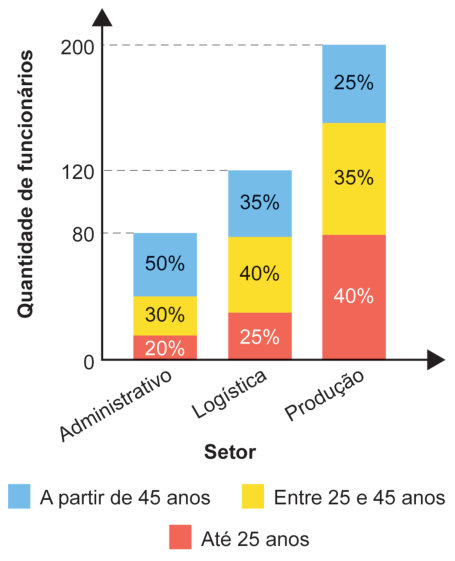 Quantidade de funcionários
200
120
80
0
25%
35%
40%
35%
40%
25%
50%
30%
20%
Administrativo
Logística
Produção
Setor
A partir de 45 anos
Entre 25 e 45 anos
Até 25 anos